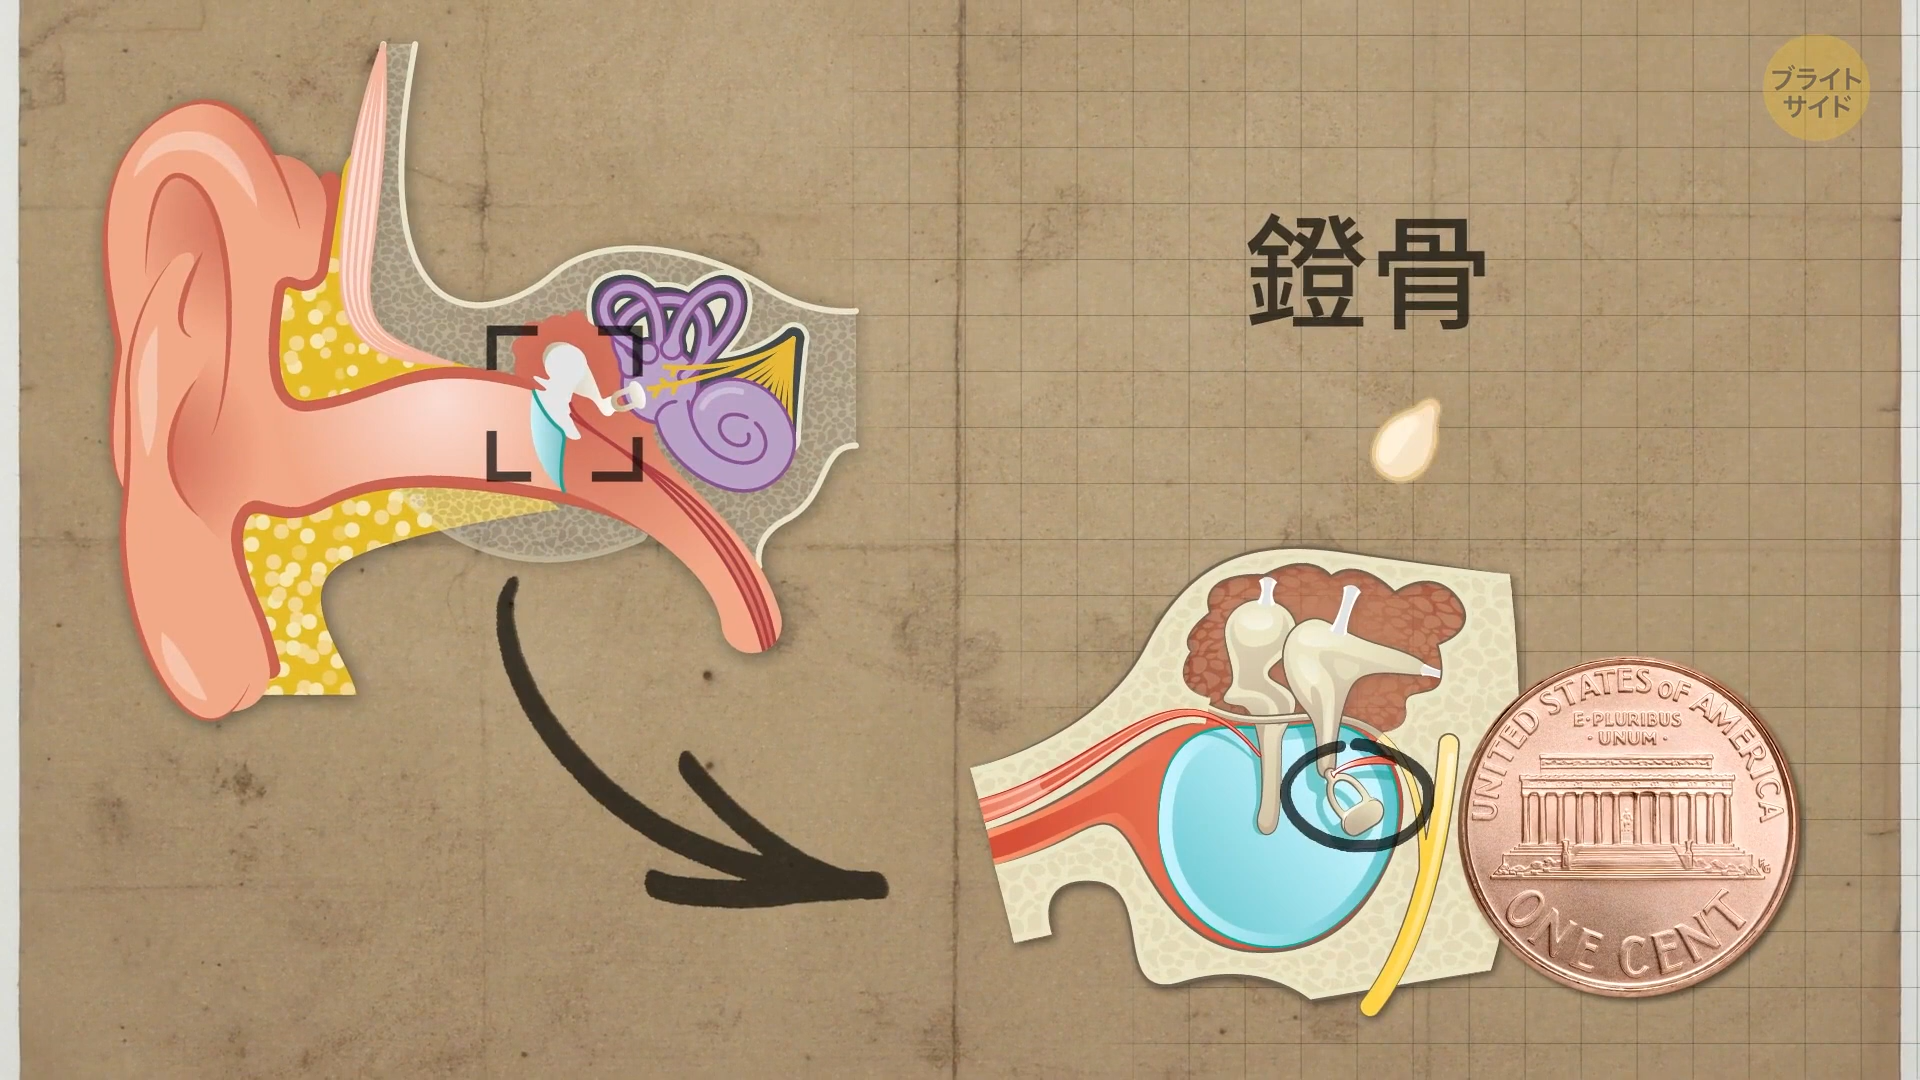 ブライト
サイド
鐙骨
UNITED STATES OF AMERICA
E·PLURIBUS
·UNUM·
ONE CENT